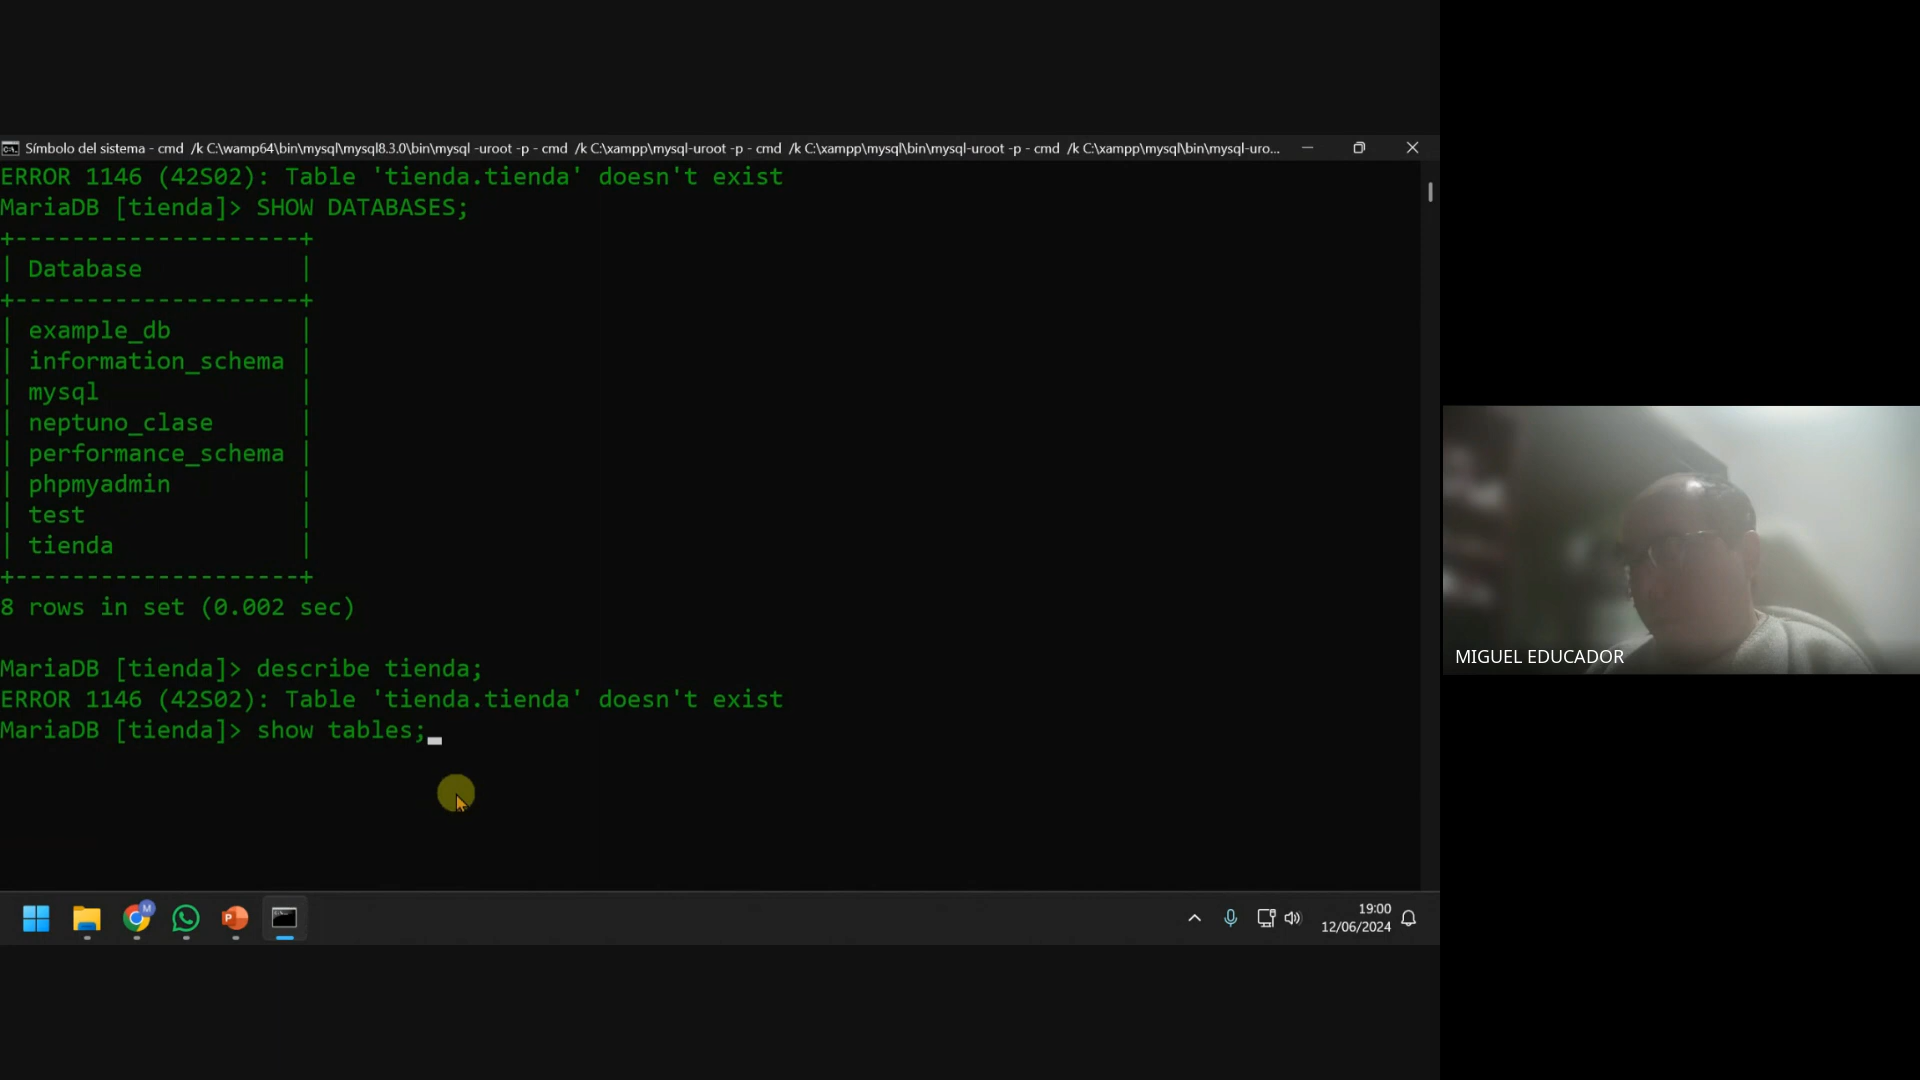 Símbolo del sistema - cmd /k C:\wamp64\bin\mysql\mysql8.3.0\bin\mysql -uroot -p - cmd /k C:\xampp\mysql-uroot -p - cmd /k C:\xampp\mysql\bin\mysql-uroot -p - cmd /k C:\xampp\mysql\bin\mysql-uro...
ERROR 1146 (42S02): Table 'tienda.tienda' doesn't exist
MariaDB [tienda]> SHOW DATABASES;
+--------------------+
| Database           |
+--------------------+
| example_db         |
| information_schema |
| mysql              |
| neptuno_clase      |
| performance_schema |
| phpmyadmin         |
| test               |
| tienda             |
+--------------------+
8 rows in set (0.002 sec)
MariaDB [tienda]> describe tienda;
ERROR 1146 (42S02): Table 'tienda.tienda' doesn't exist
MariaDB [tienda]> show tables;
MIGUEL EDUCADOR
M
P
19:00
12/06/2024